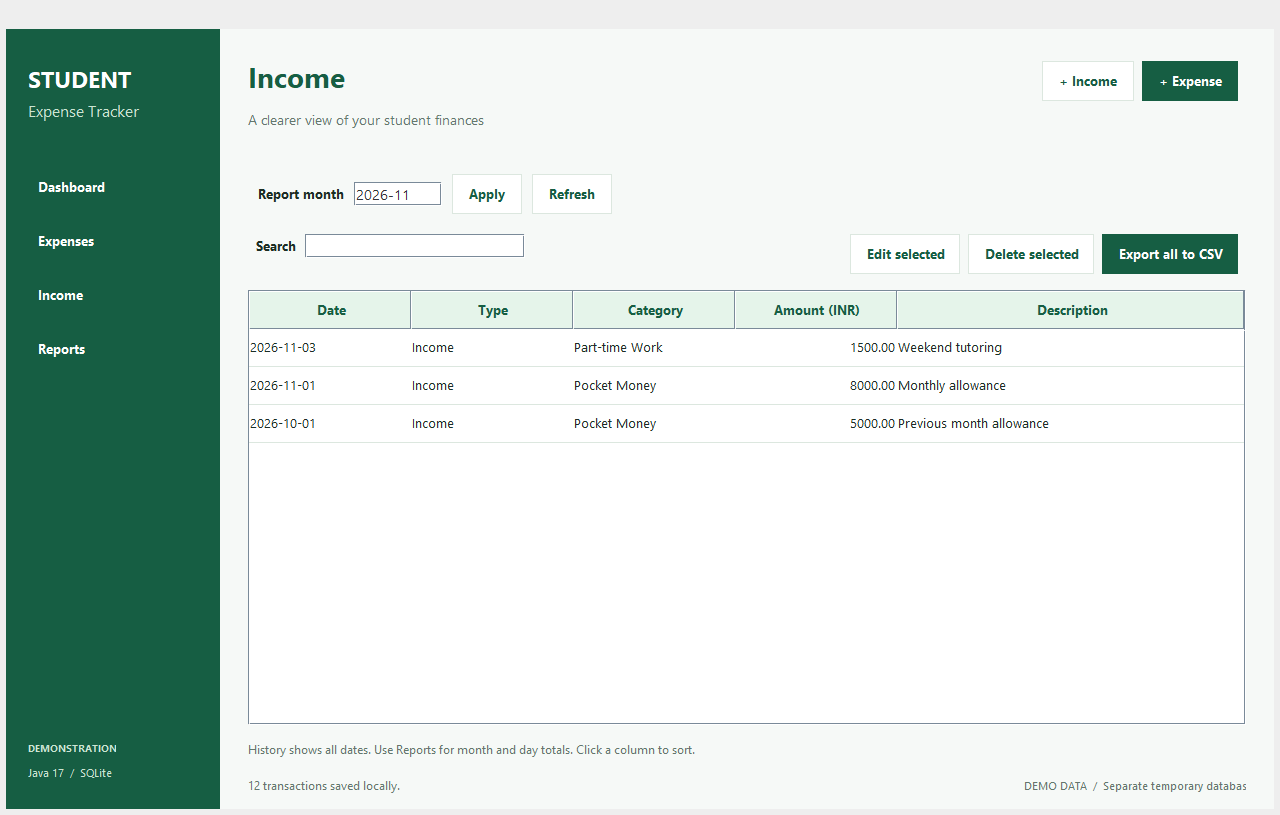 STUDENT
Expense Tracker
Dashboard
Expenses
Income
Reports
DEMONSTRATION
Java 17 / SQLite
Income
+ Income + Expense
A clearer view of your student finances
Report month 2026-11 Apply Refresh
Search Edit selected Delete selected Export all to CSV
Date Type Category Amount (INR) Description
2026-11-03 Income Part-time Work 1500.00 Weekend tutoring
2026-11-01 Income Pocket Money 8000.00 Monthly allowance
2026-10-01 Income Pocket Money 5000.00 Previous month allowance
History shows all dates. Use Reports for month and day totals. Click a column to sort.
12 transactions saved locally. DEMO DATA / Separate temporary databas